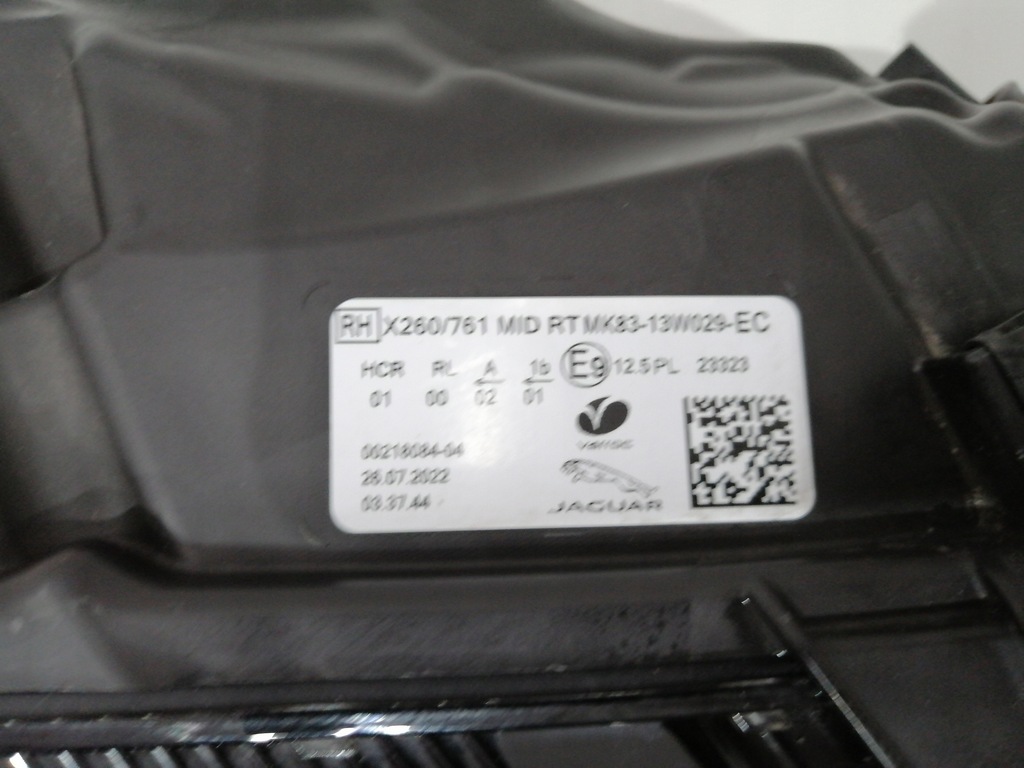 RH X260/761 MID RT MK83-13W029-EC
HCR RL A 1b E9 12.5 PL 23323
01 00 02 01
varroc
00218084-04
26.07.2022
03.37.44
JAGUAR